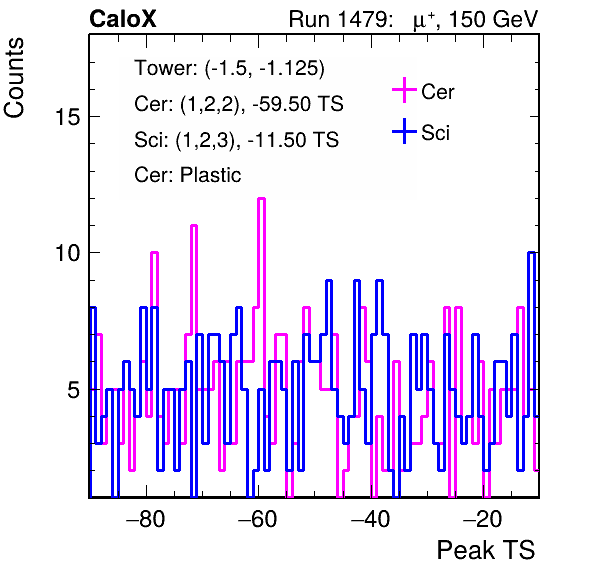 CaloX Run 1479: μ⁺, 150 GeV
Counts
Tower: (-1.5, -1.125)
Cer: (1,2,2), -59.50 TS
Sci: (1,2,3), -11.50 TS
Cer: Plastic
Cer
Sci
15
10
5
−80 −60 −40 −20
Peak TS